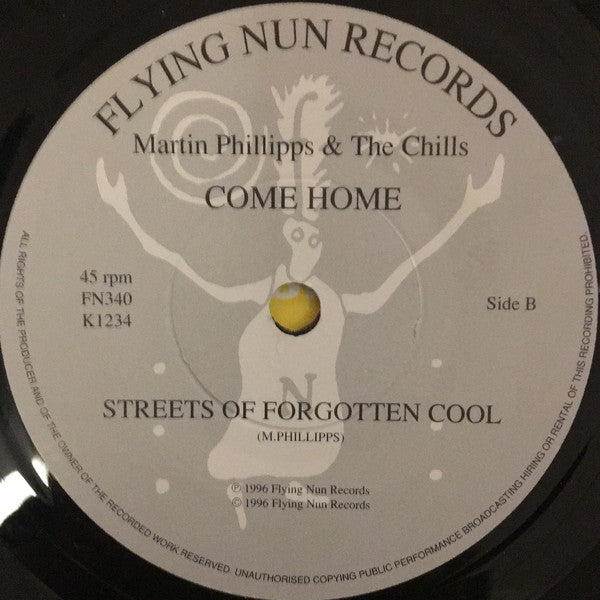 FLYING NUN RECORDS
Martin Phillipps & The Chills
COME HOME
45 rpm
FN340
K1234
Side B
N
STREETS OF FORGOTTEN COOL
(M.PHILLIPPS)
℗ 1996 Flying Nun Records
© 1996 Flying Nun Records
ALL RIGHTS OF THE PRODUCER AND OF THE OWNER OF THE RECORDED WORK RESERVED. UNAUTHORISED COPYING PUBLIC PERFORMANCE BROADCASTING HIRING OR RENTAL OF THIS RECORDING PROHIBITED.